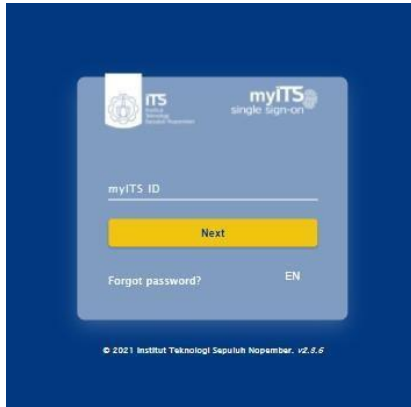 ITS
Institut
Teknologi
Sepuluh Nopember
myITS
single sign-on
myITS ID
Next
Forgot password?
EN
© 2021 Institut Teknologi Sepuluh Nopember. v2.8.6